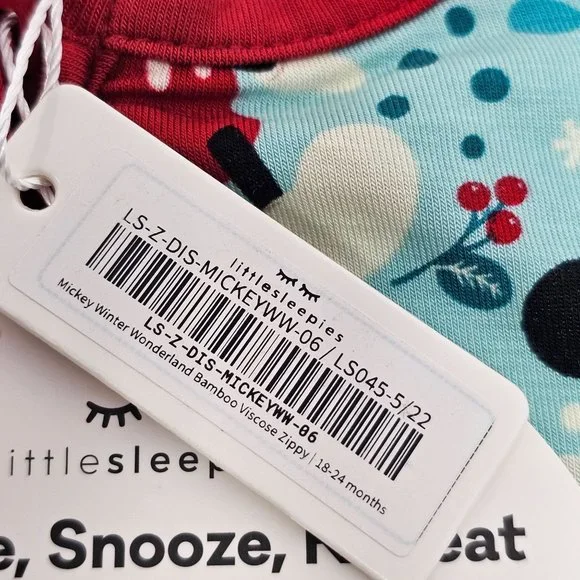 littlesleepies
LS-Z-DIS-MICKEYWW-06 / LS045-5/22
LS-Z-DIS-MICKEYWW-06
Mickey Winter Wonderland Bamboo Viscose Zippy | 18-24 months
ittlesleep
e, Snooze, eat